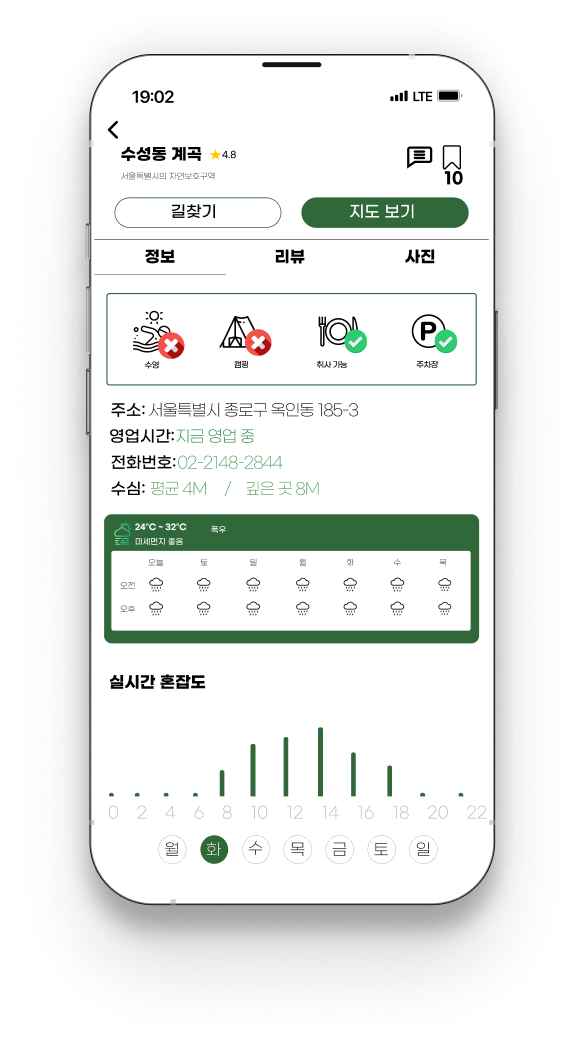 19:02 LTE
수성동 계곡 4.8
서울특별시의 자연보호구역
10
길찾기 지도 보기
정보 리뷰 사진
P
수영 캠핑 취사 가능 주차장
주소: 서울특별시 종로구 옥인동 185-3
영업시간: 지금 영업 중
전화번호: 02-2148-2844
수심: 평균 4M / 깊은 곳 8M
24°C ~ 32°C 폭우
미세먼지 좋음
오늘 토 월 월 화 수 목
오전
오후
실시간 혼잡도
0 2 4 6 8 10 12 14 16 18 20 22
월 화 수 목 금 토 일